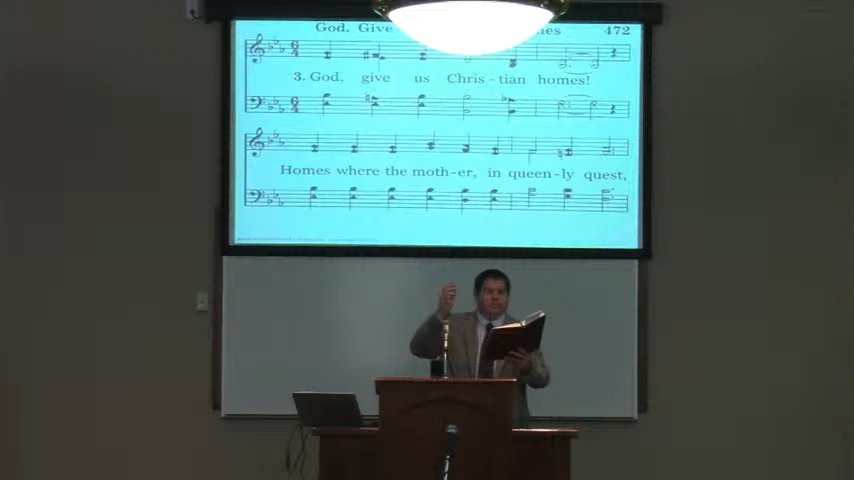 God, Give 472
3. God, give us Chris - tian homes!
Homes where the moth-er, in queen-ly quest,